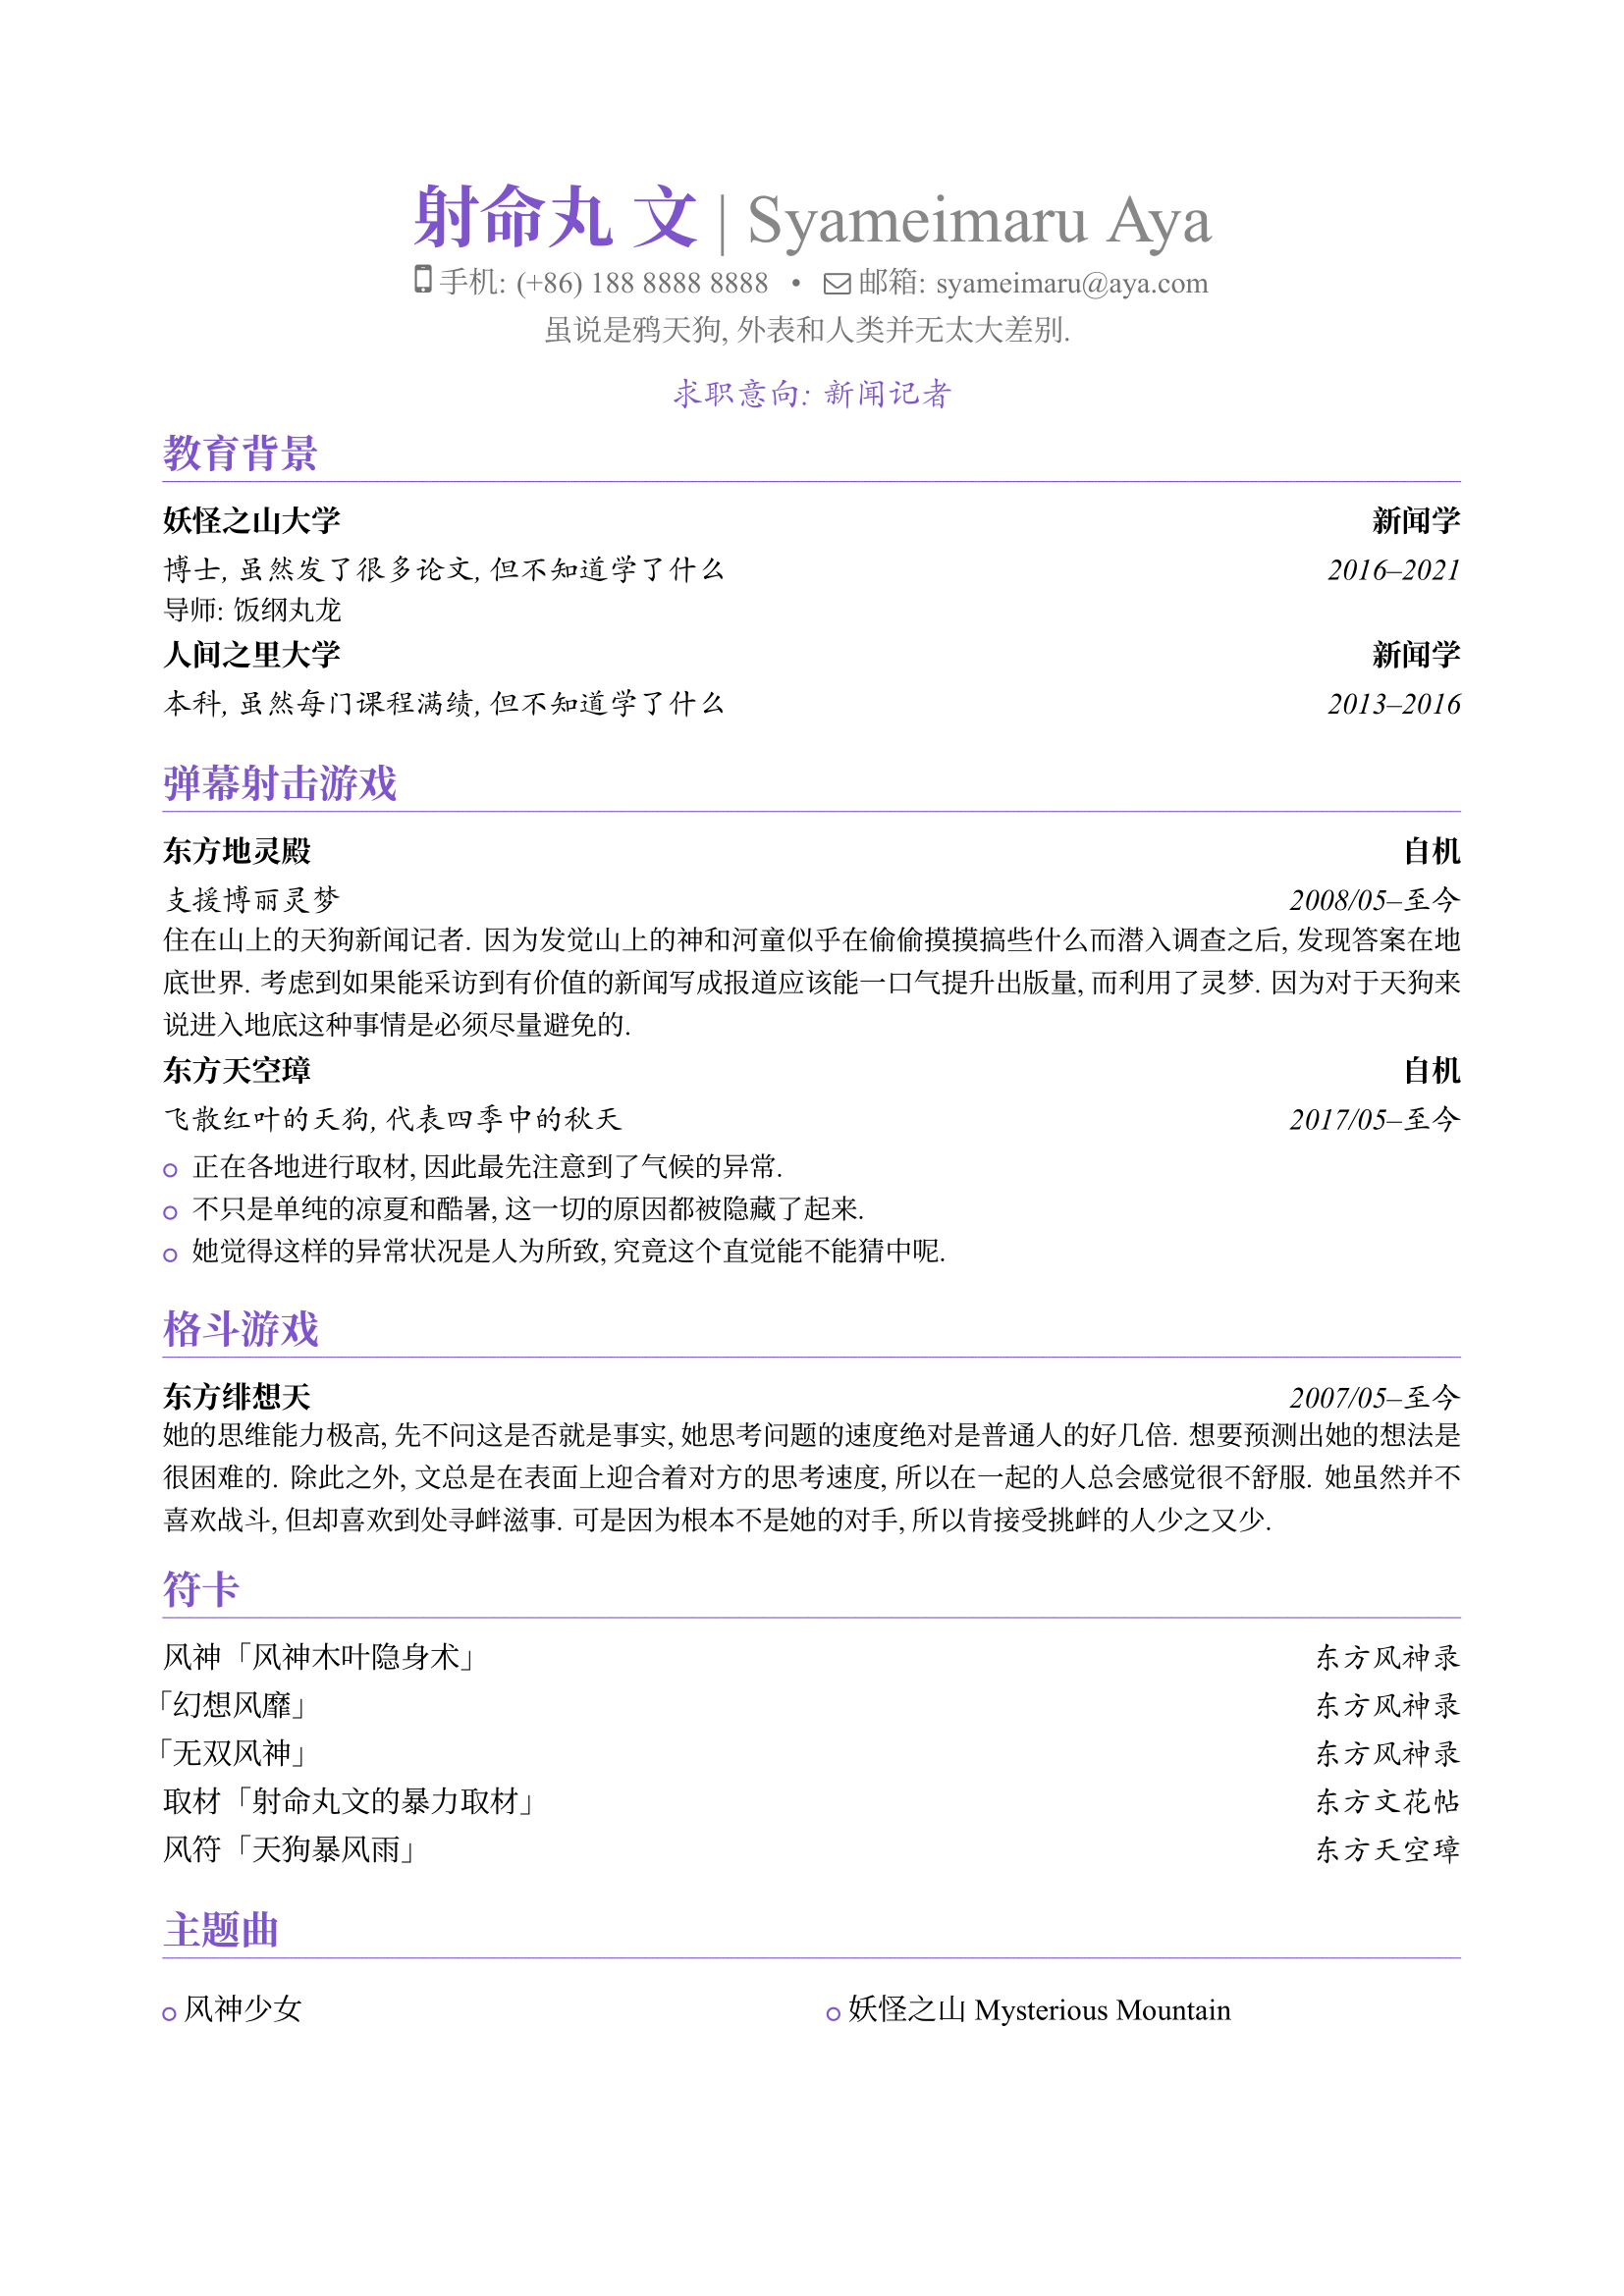 射命丸 文 | Syameimaru Aya
手机: (+86) 188 8888 8888 • 邮箱: syameimaru@aya.com
虽说是鸦天狗, 外表和人类并无太大差别.
求职意向: 新闻记者
教育背景
妖怪之山大学 新闻学
博士, 虽然发了很多论文, 但不知道学了什么 2016–2021
导师: 饭纲丸龙
人间之里大学 新闻学
本科, 虽然每门课程满绩, 但不知道学了什么 2013–2016
弹幕射击游戏
东方地灵殿 自机
支援博丽灵梦 2008/05–至今
住在山上的天狗新闻记者. 因为发觉山上的神和河童似乎在偷偷摸摸搞些什么而潜入调查之后, 发现答案在地
底世界. 考虑到如果能采访到有价值的新闻写成报道应该能一口气提升出版量, 而利用了灵梦. 因为对于天狗来
说进入地底这种事情是必须尽量避免的.
东方天空璋 自机
飞散红叶的天狗, 代表四季中的秋天 2017/05–至今
正在各地进行取材, 因此最先注意到了气候的异常.
不只是单纯的凉夏和酷暑, 这一切的原因都被隐藏了起来.
她觉得这样的异常状况是人为所致, 究竟这个直觉能不能猜中呢.
格斗游戏
东方绯想天 2007/05–至今
她的思维能力极高, 先不问这是否就是事实, 她思考问题的速度绝对是普通人的好几倍. 想要预测出她的想法是
很困难的. 除此之外, 文总是在表面上迎合着对方的思考速度, 所以在一起的人总会感觉很不舒服. 她虽然并不
喜欢战斗, 但却喜欢到处寻衅滋事. 可是因为根本不是她的对手, 所以肯接受挑衅的人少之又少.
符卡
风神「风神木叶隐身术」 东方风神录
「幻想风靡」 东方风神录
「无双风神」 东方风神录
取材「射命丸文的暴力取材」 东方文花帖
风符「天狗暴风雨」 东方天空璋
主题曲
风神少女 妖怪之山 Mysterious Mountain